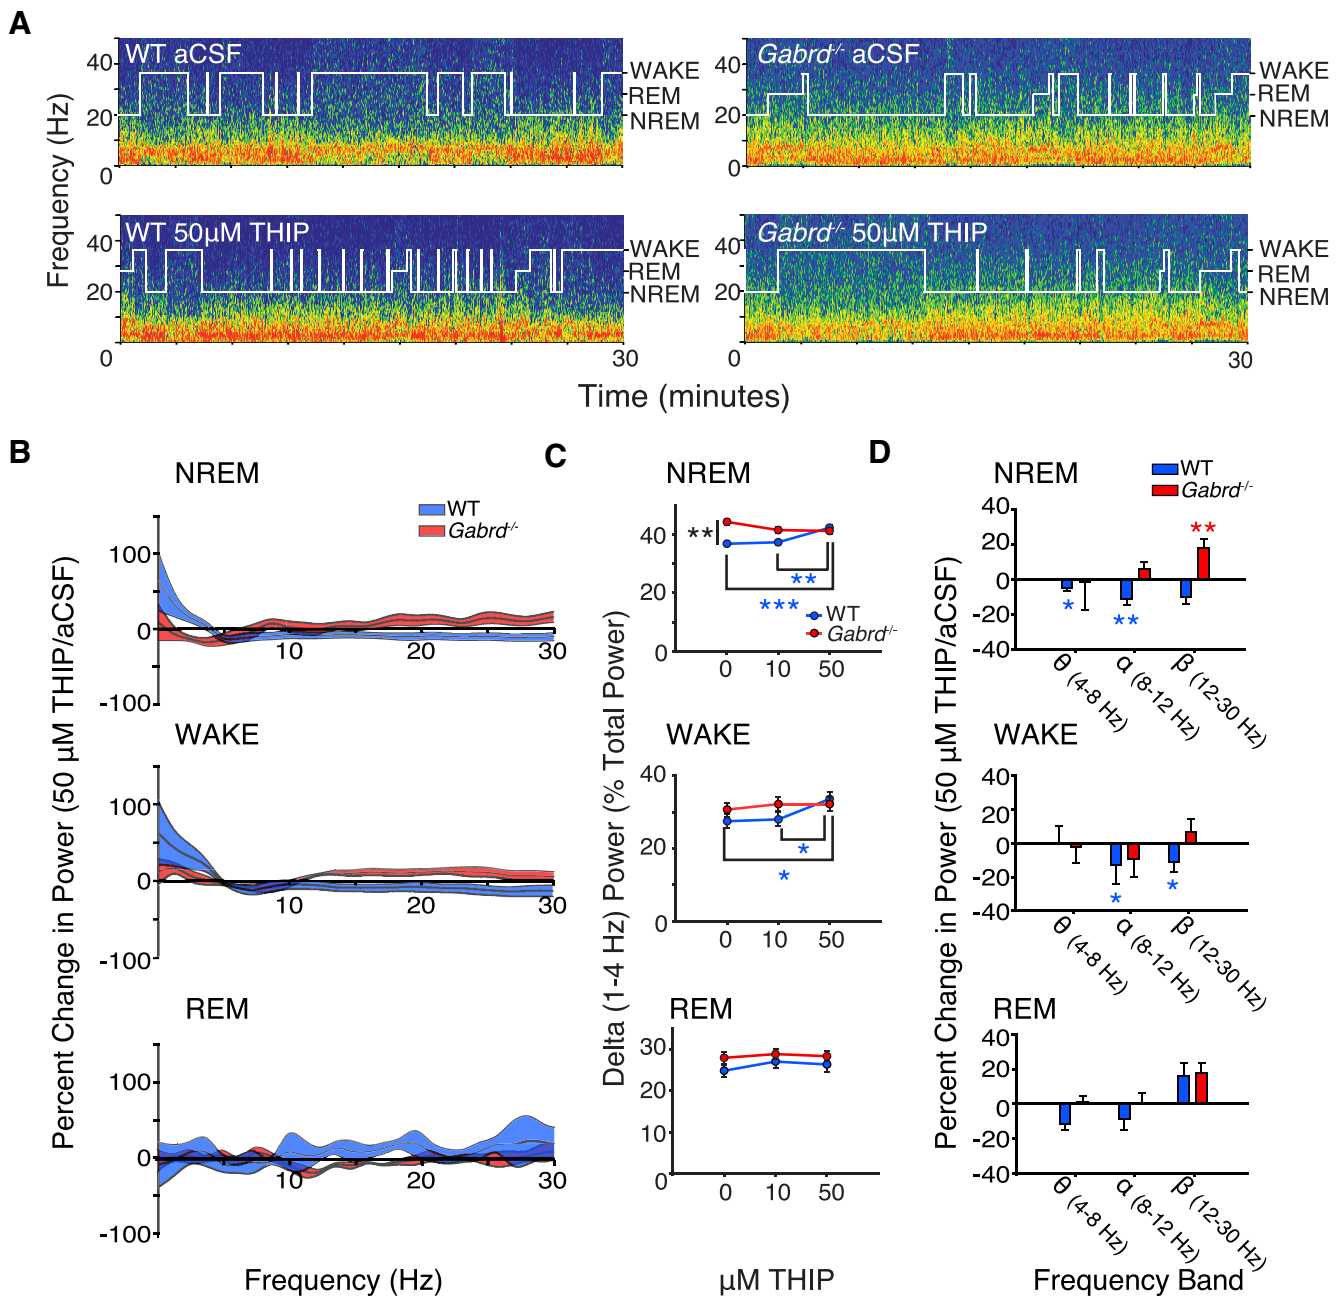 A
WT aCSF
40
20
0
WAKE
REM
NREM
Gabrd-/- aCSF
40
20
0
WAKE
REM
NREM
Frequency (Hz)
WT 50µM THIP
40
20
0
30
WAKE
REM
NREM
Gabrd-/- 50µM THIP
40
20
0
30
WAKE
REM
NREM
Time (minutes)
B
NREM
WT
Gabrd-/-
100
0
-100
10
20
30
WAKE
100
0
-100
10
20
30
REM
100
0
-100
10
20
30
Percent Change in Power (50 µM THIP/aCSF)
Frequency (Hz)
C
NREM
40
20
0
**
**
***
WT
Gabrd-/-
0 10 50
WAKE
40
20
0
*
*
0 10 50
REM
30
20
10
0
0 10 50
Delta (1-4 Hz) Power (% Total Power)
µM THIP
D
NREM
WT
Gabrd-/-
40
20
0
-20
-40
*
**
**
θ (4-8 Hz)
α (8-12 Hz)
β (12-30 Hz)
WAKE
40
20
0
-20
-40
*
*
θ (4-8 Hz)
α (8-12 Hz)
β (12-30 Hz)
REM
40
20
0
-20
-40
θ (4-8 Hz)
α (8-12 Hz)
β (12-30 Hz)
Percent Change in Power (50 µM THIP/aCSF)
Frequency Band